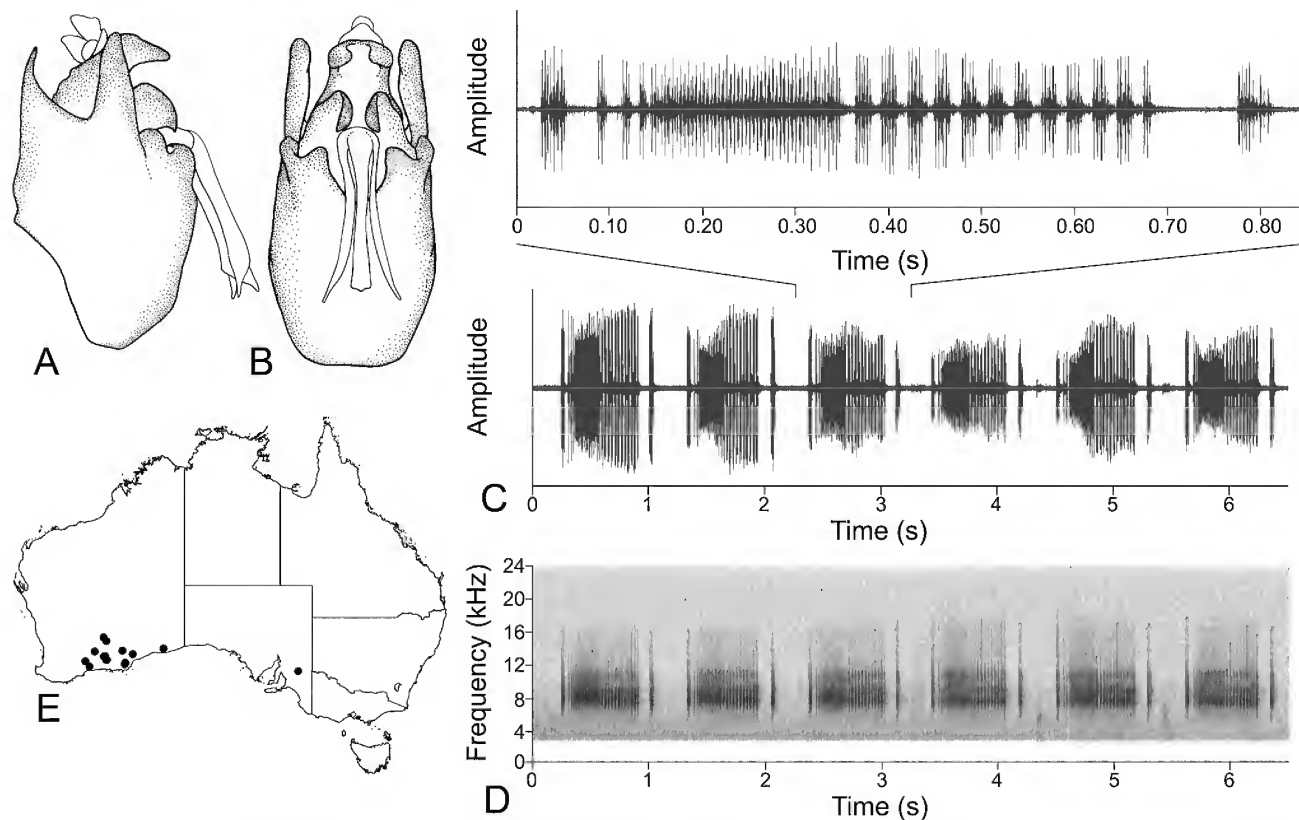 A
B
Amplitude
0 0.10 0.20 0.30 0.40 0.50 0.60 0.70 0.80
Time (s)
Amplitude
C
0 1 2 3 4 5 6
Time (s)
E
Frequency (kHz)
24
20
16
12
8
4
0
D
0 1 2 3 4 5 6
Time (s)